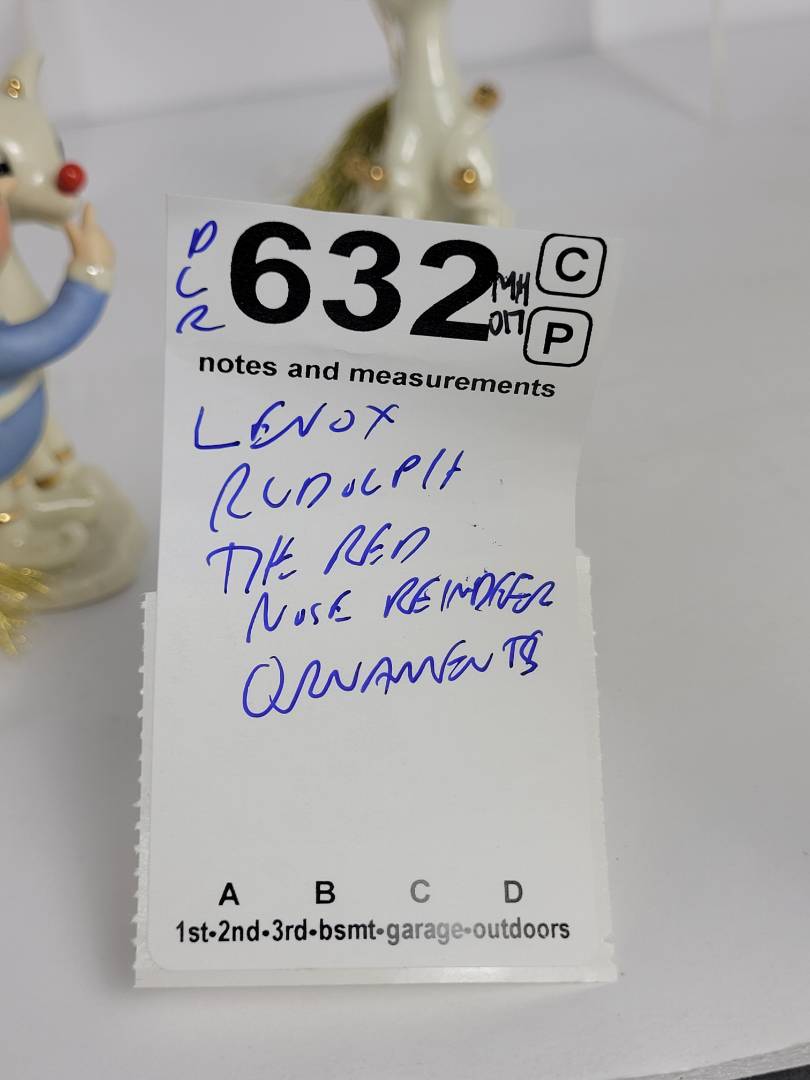 DCR 632 MH 017 C P
notes and measurements
LENOX
RUDOLPH
THE RED
NOSE REINDEER
ORNAMENTS
A B C D
1st•2nd•3rd•bsmt•garage•outdoors